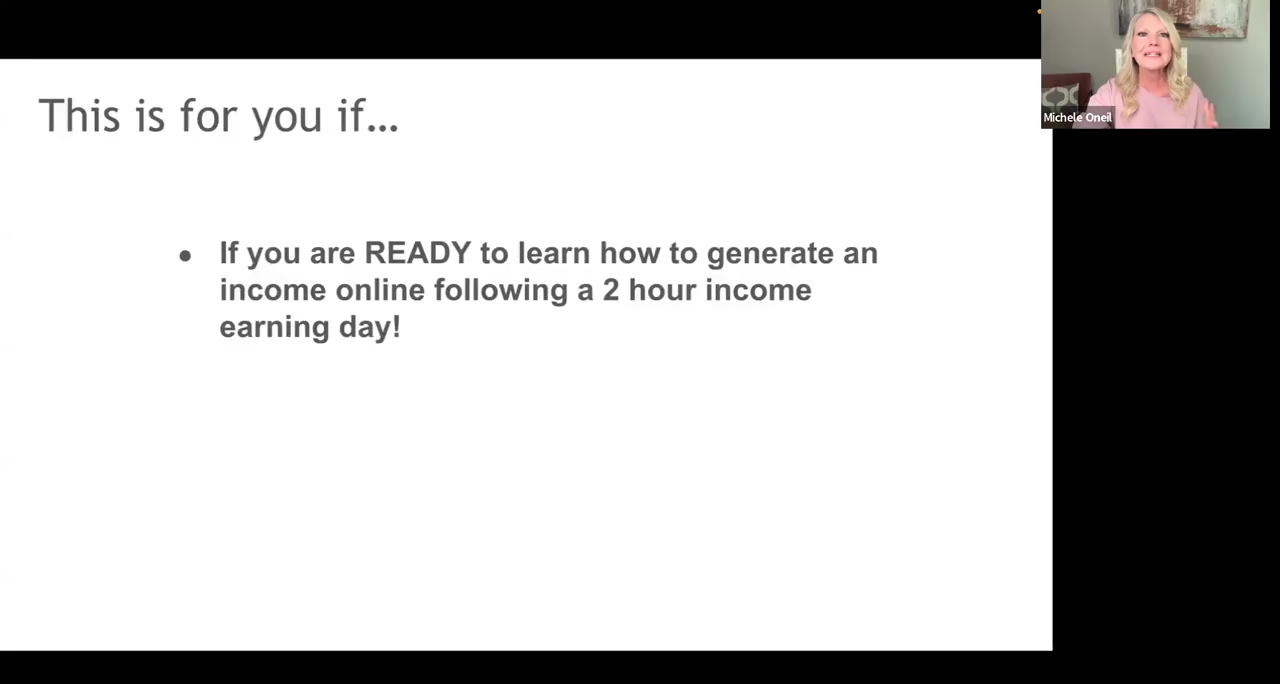 This is for you if…
● If you are READY to learn how to generate an
income online following a 2 hour income
earning day!
Michele Oneil